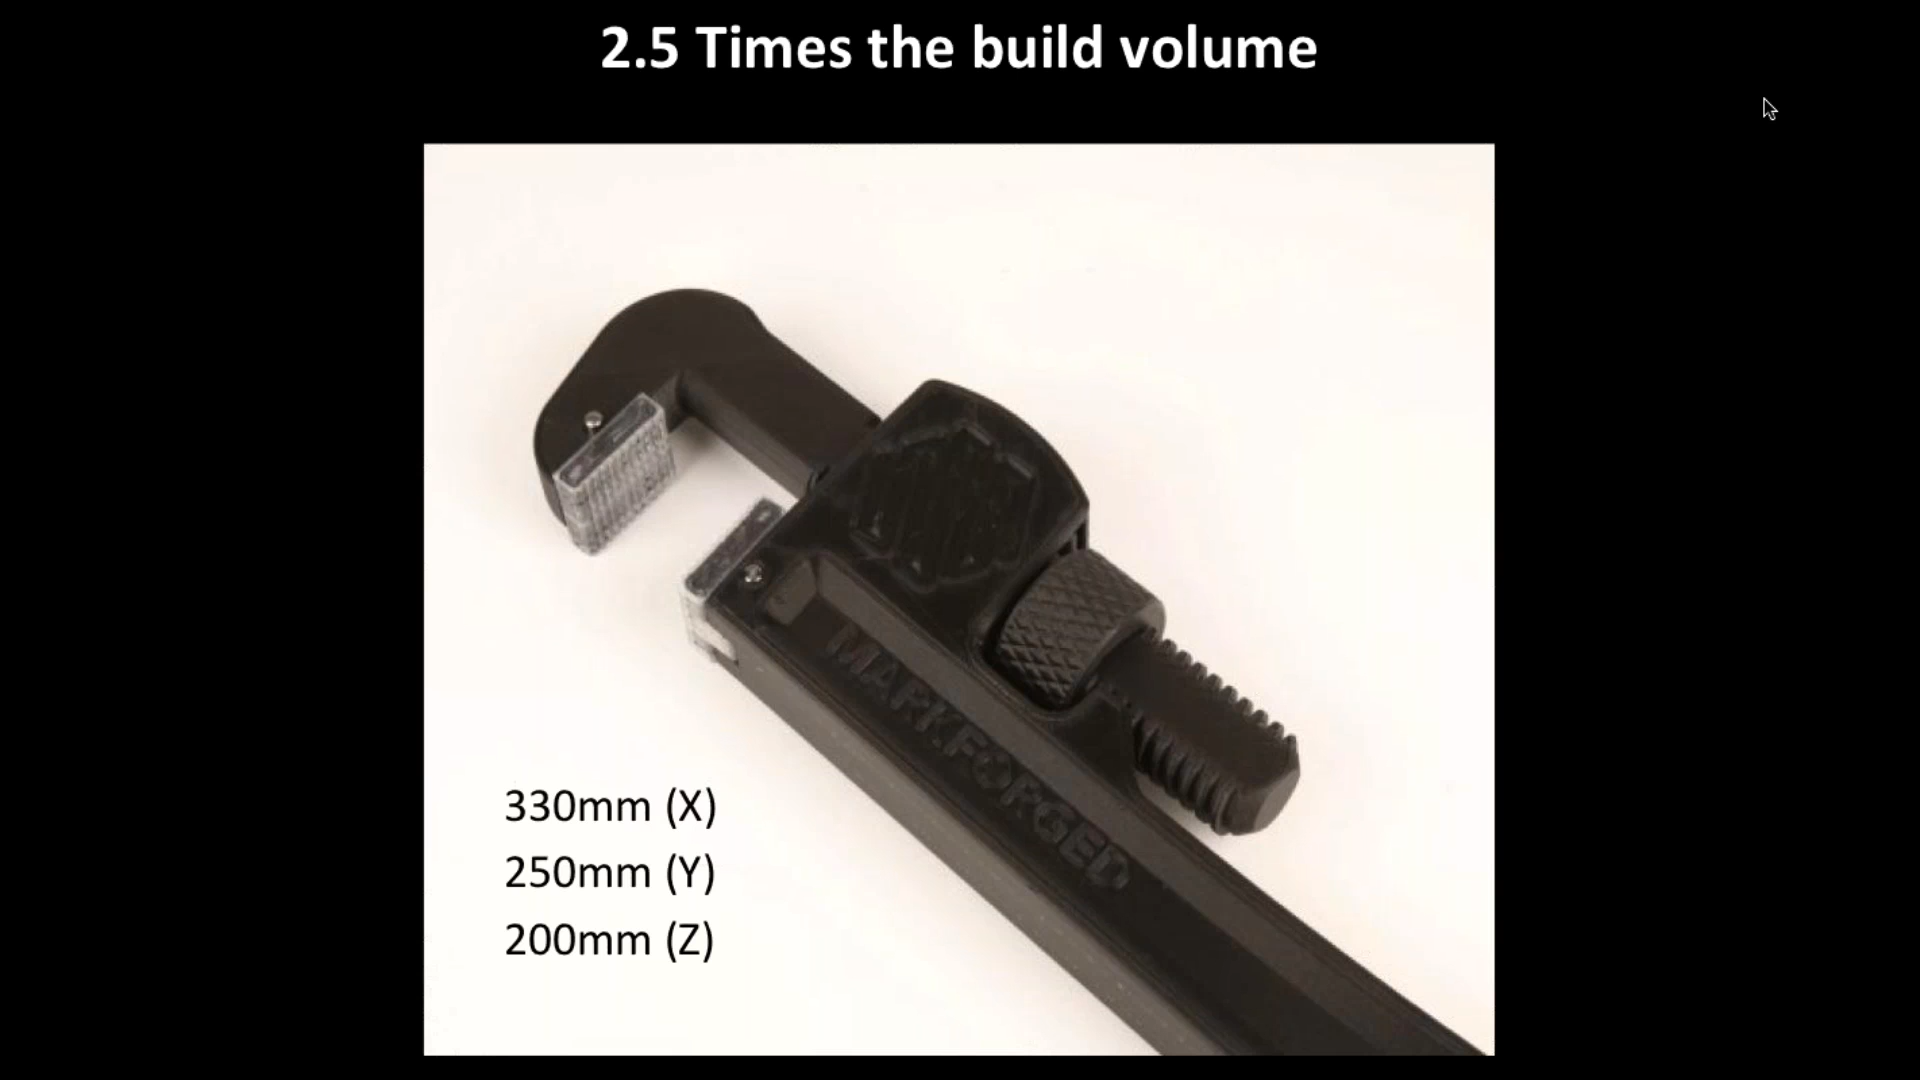 2.5 Times the build volume
MARKFORGED
330mm (X)
250mm (Y)
200mm (Z)